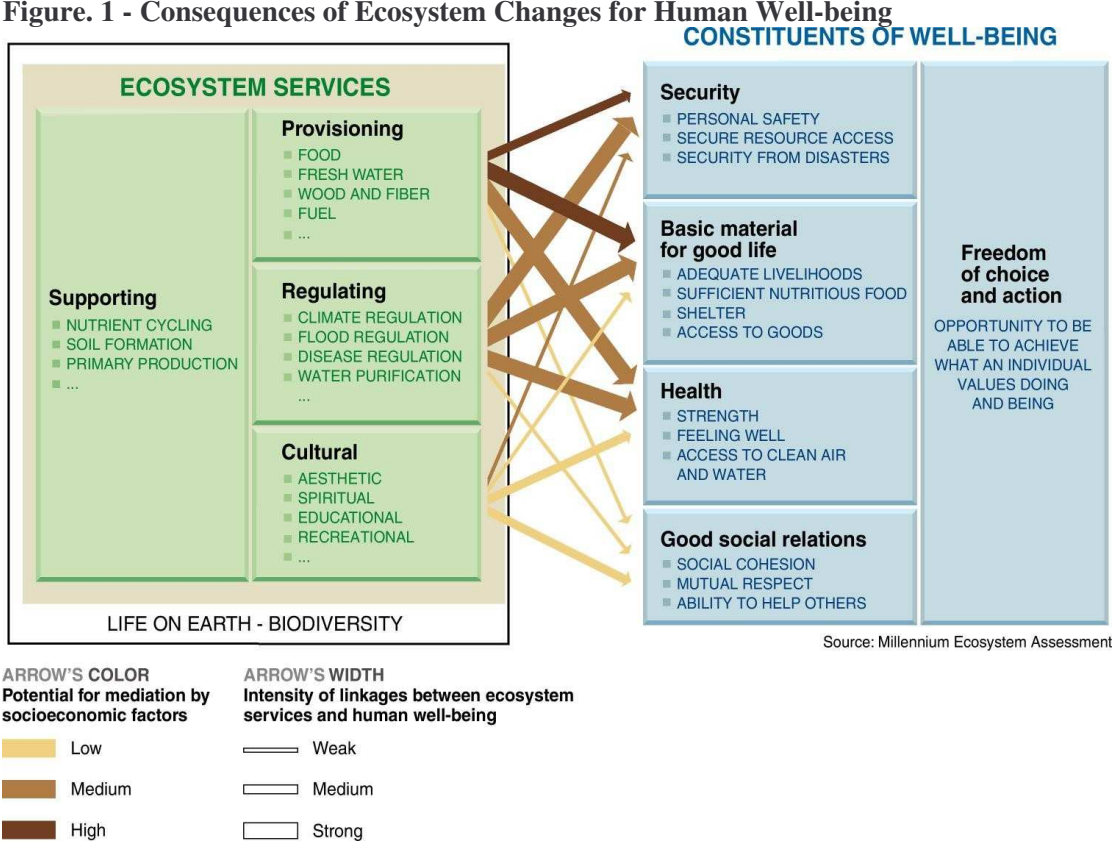 Figure. 1 - Consequences of Ecosystem Changes for Human Well-being
CONSTITUENTS OF WELL-BEING
ECOSYSTEM SERVICES
Supporting
NUTRIENT CYCLING
SOIL FORMATION
PRIMARY PRODUCTION
...
Provisioning
FOOD
FRESH WATER
WOOD AND FIBER
FUEL
...
Regulating
CLIMATE REGULATION
FLOOD REGULATION
DISEASE REGULATION
WATER PURIFICATION
...
Cultural
AESTHETIC
SPIRITUAL
EDUCATIONAL
RECREATIONAL
...
LIFE ON EARTH - BIODIVERSITY
Security
PERSONAL SAFETY
SECURE RESOURCE ACCESS
SECURITY FROM DISASTERS
Basic material
for good life
ADEQUATE LIVELIHOODS
SUFFICIENT NUTRITIOUS FOOD
SHELTER
ACCESS TO GOODS
Health
STRENGTH
FEELING WELL
ACCESS TO CLEAN AIR
AND WATER
Good social relations
SOCIAL COHESION
MUTUAL RESPECT
ABILITY TO HELP OTHERS
Freedom
of choice
and action
OPPORTUNITY TO BE
ABLE TO ACHIEVE
WHAT AN INDIVIDUAL
VALUES DOING
AND BEING
Source: Millennium Ecosystem Assessment
ARROW'S COLOR
Potential for mediation by
socioeconomic factors
Low
Medium
High
ARROW'S WIDTH
Intensity of linkages between ecosystem
services and human well-being
Weak
Medium
Strong